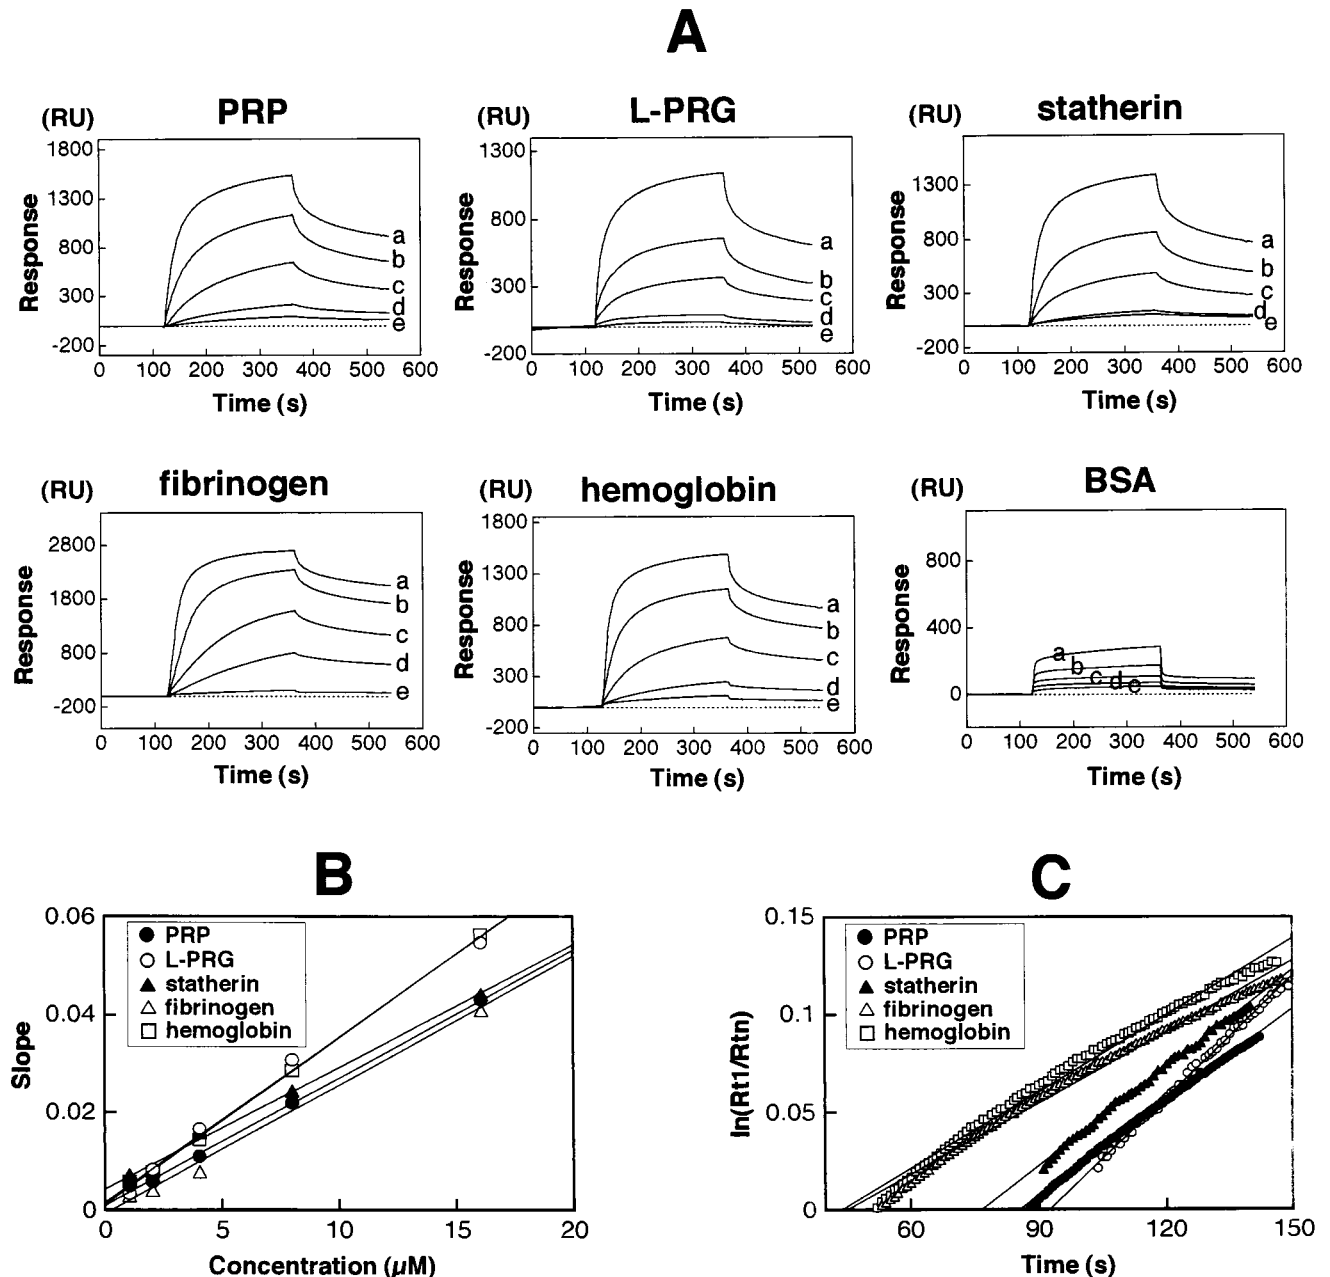 A
(RU) PRP
1800
1300
800
300
-200
Response
a
b
c
d
e
0 100 200 300 400 500 600
Time (s)
(RU) L-PRG
1300
800
300
-200
Response
a
b
c
d
e
0 100 200 300 400 500 600
Time (s)
(RU) statherin
1300
800
300
-200
Response
a
b
c
d
e
0 100 200 300 400 500 600
Time (s)
(RU) fibrinogen
2800
1800
800
-200
Response
a
b
c
d
e
0 100 200 300 400 500 600
Time (s)
(RU) hemoglobin
1800
1300
800
300
-200
Response
a
b
c
d
e
0 100 200 300 400 500 600
Time (s)
(RU) BSA
800
400
0
Response
a
b
c
d
e
0 100 200 300 400 500 600
Time (s)
B
0.06
0.04
0.02
0
Slope
PRP
L-PRG
statherin
fibrinogen
hemoglobin
0 5 10 15 20
Concentration (µM)
C
0.15
0.1
0.05
0
ln(Rt1/Rtn)
PRP
L-PRG
statherin
fibrinogen
hemoglobin
60 90 120 150
Time (s)